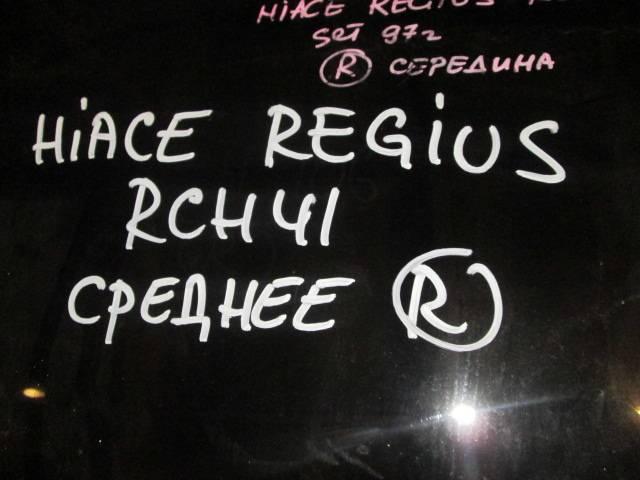 HiACE REGIUS
SET 97г
Ⓡ СЕРЕДИНА
HiACE REGiUS
RCH41
СРЕДНЕЕ Ⓡ